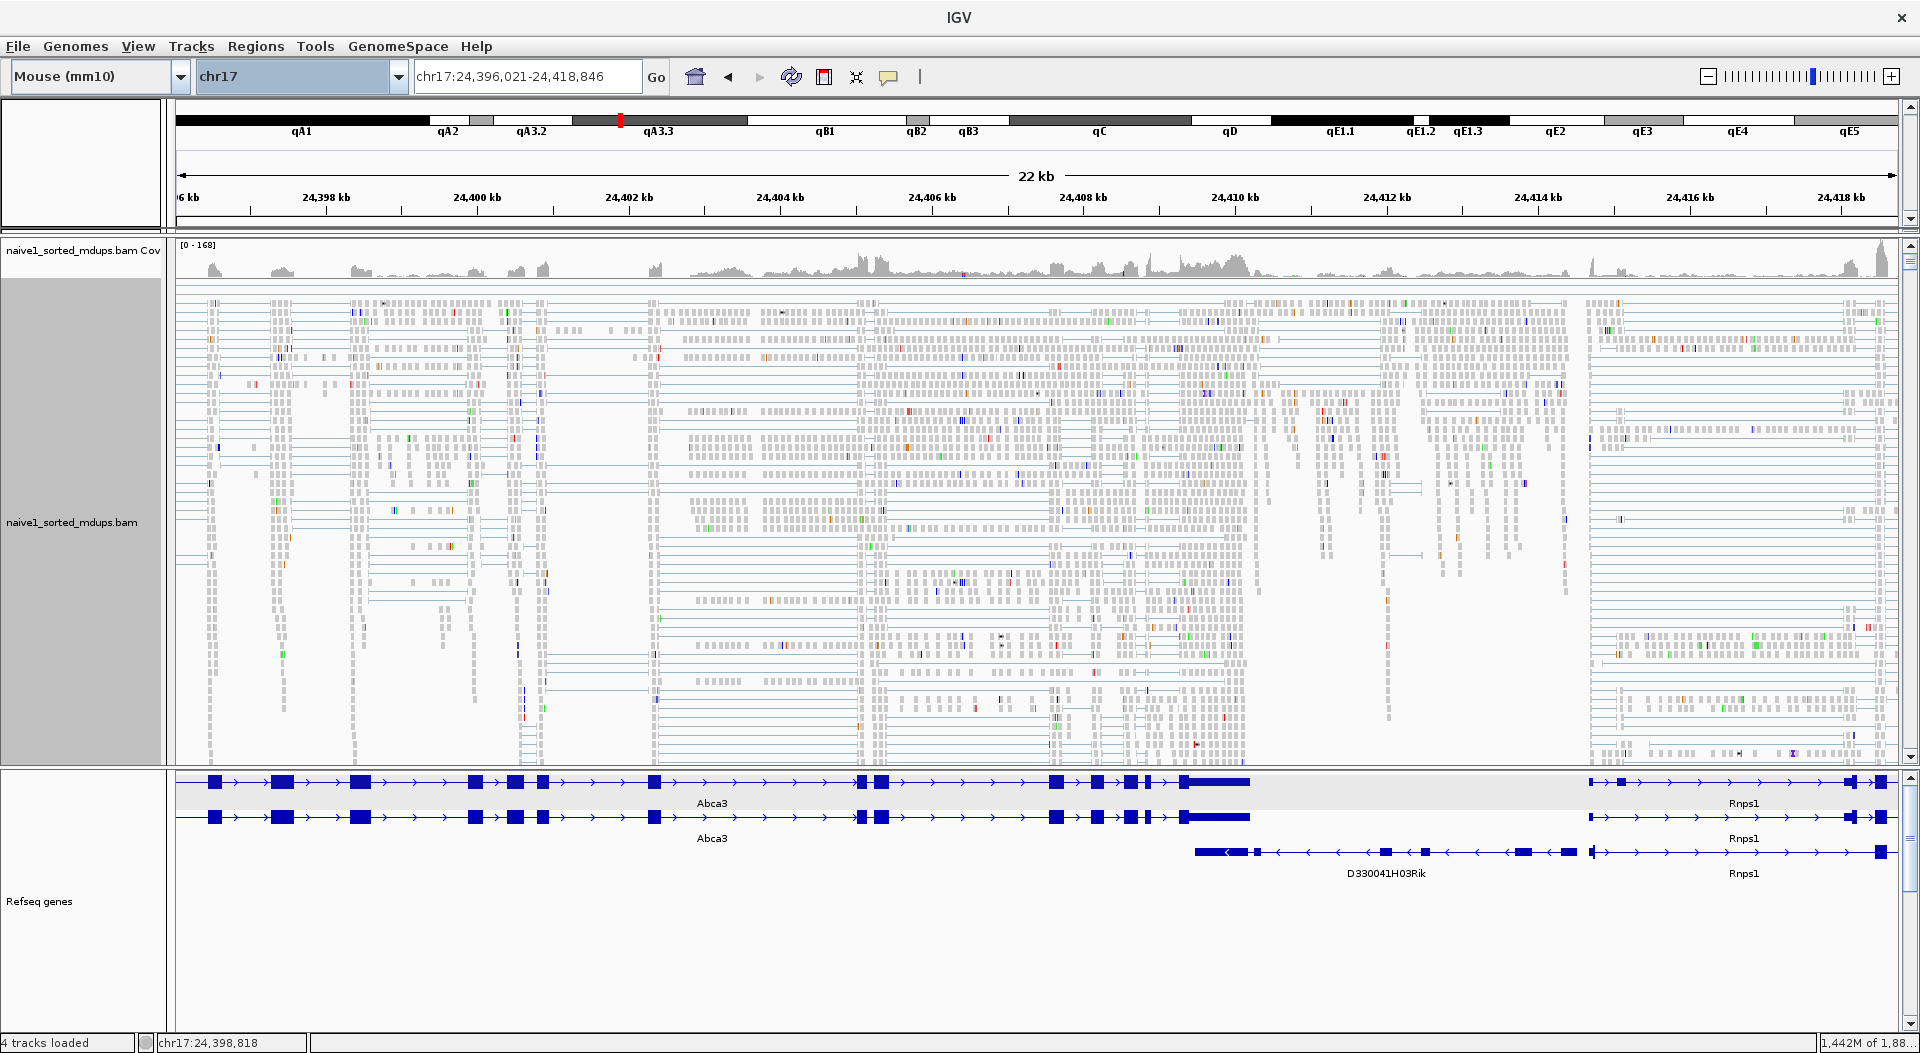 IGV
File Genomes View Tracks Regions Tools GenomeSpace Help
Mouse (mm10) chr17 chr17:24,396,021-24,418,846 Go
qA1 qA2 qA3.2 qA3.3 qB1 qB2 qB3 qC qD qE1.1 qE1.2 qE1.3 qE2 qE3 qE4 qE5
22 kb
6 kb 24,398 kb 24,400 kb 24,402 kb 24,404 kb 24,406 kb 24,408 kb 24,410 kb 24,412 kb 24,414 kb 24,416 kb 24,418 kb
naive1_sorted_mdups.bam Cov [0 - 168]
naive1_sorted_mdups.bam
Abca3 Rnps1
Abca3 Rnps1
D330041H03Rik Rnps1
Refseq genes
4 tracks loaded chr17:24,398,818 1,442M of 1,88...